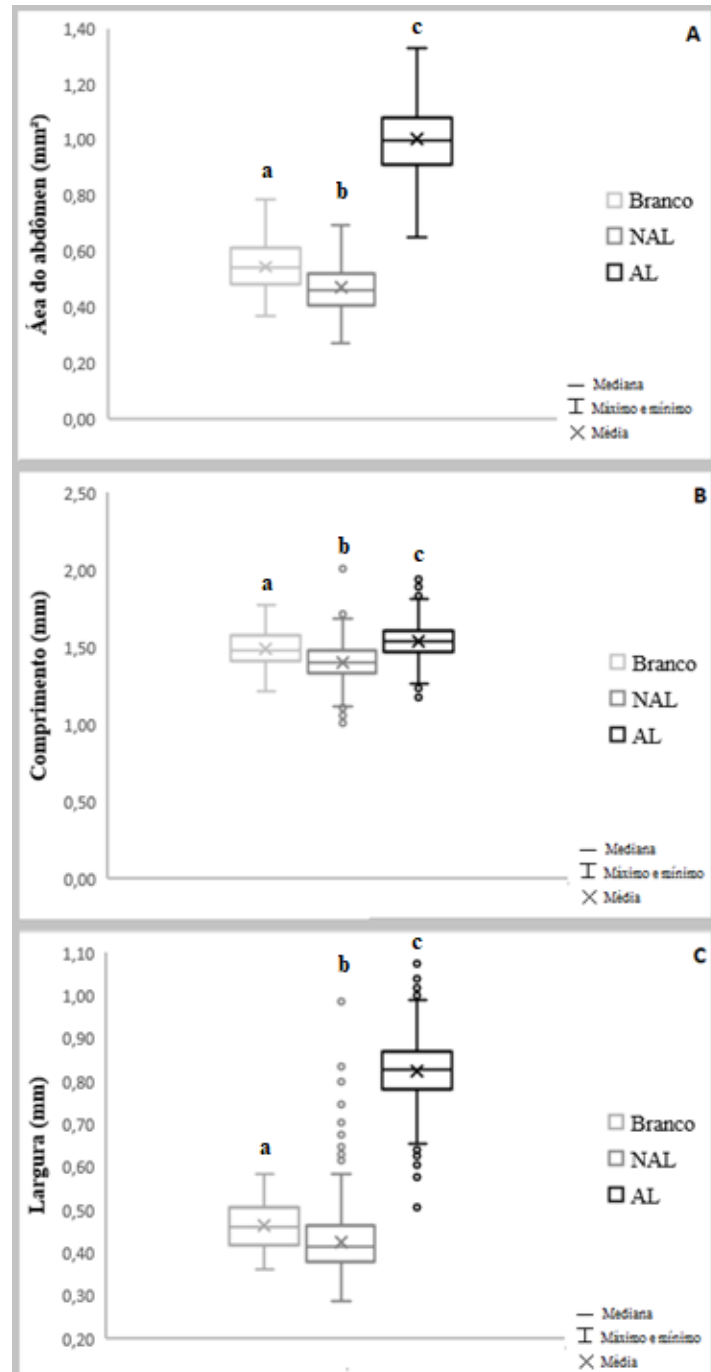 A
Áea do abdômen (mm²)
1,40
1,20
1,00
0,80
0,60
0,40
0,20
0,00
a
b
c
Branco
NAL
AL
Mediana
Máximo e mínimo
Média
B
Comprimento (mm)
2,50
2,00
1,50
1,00
0,50
0,00
a
b
c
Branco
NAL
AL
Mediana
Máximo e mínimo
Média
C
Largura (mm)
1,10
1,00
0,90
0,80
0,70
0,60
0,50
0,40
0,30
0,20
a
b
c
Branco
NAL
AL
Mediana
Máximo e mínimo
Média